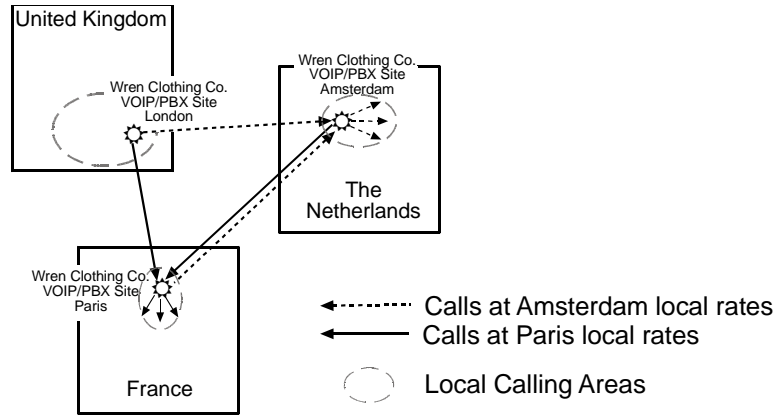 United Kingdom
Wren Clothing Co.
VOIP/PBX Site
London
Wren Clothing Co.
VOIP/PBX Site
Amsterdam
The
Netherlands
Wren Clothing Co.
VOIP/PBX Site
Paris
France
Calls at Amsterdam local rates
Calls at Paris local rates
Local Calling Areas